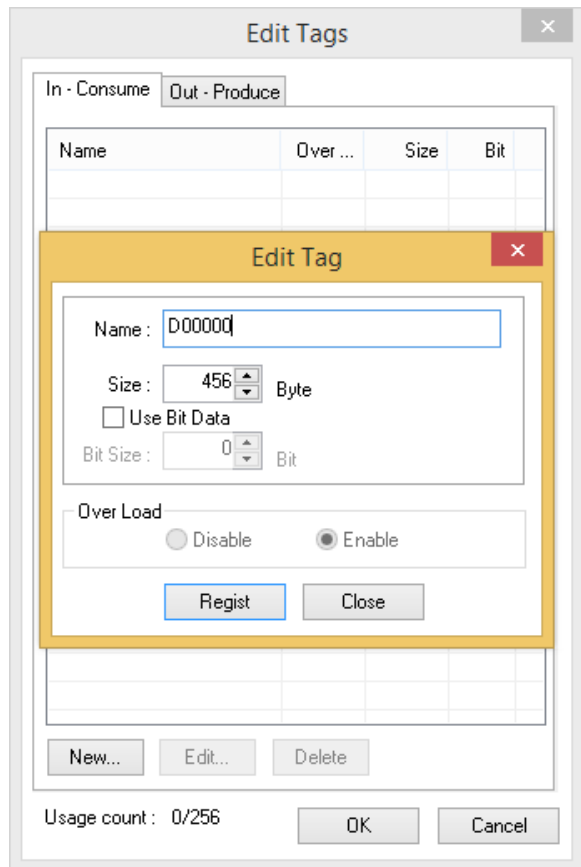 Edit Tags
In - Consume Out - Produce
Name Over ... Size Bit
Edit Tag
Name : D00000
Size : 456 Byte
Use Bit Data
Bit Size : 0 Bit
Over Load
Disable Enable
Regist Close
New... Edit... Delete
Usage count : 0/256 OK Cancel